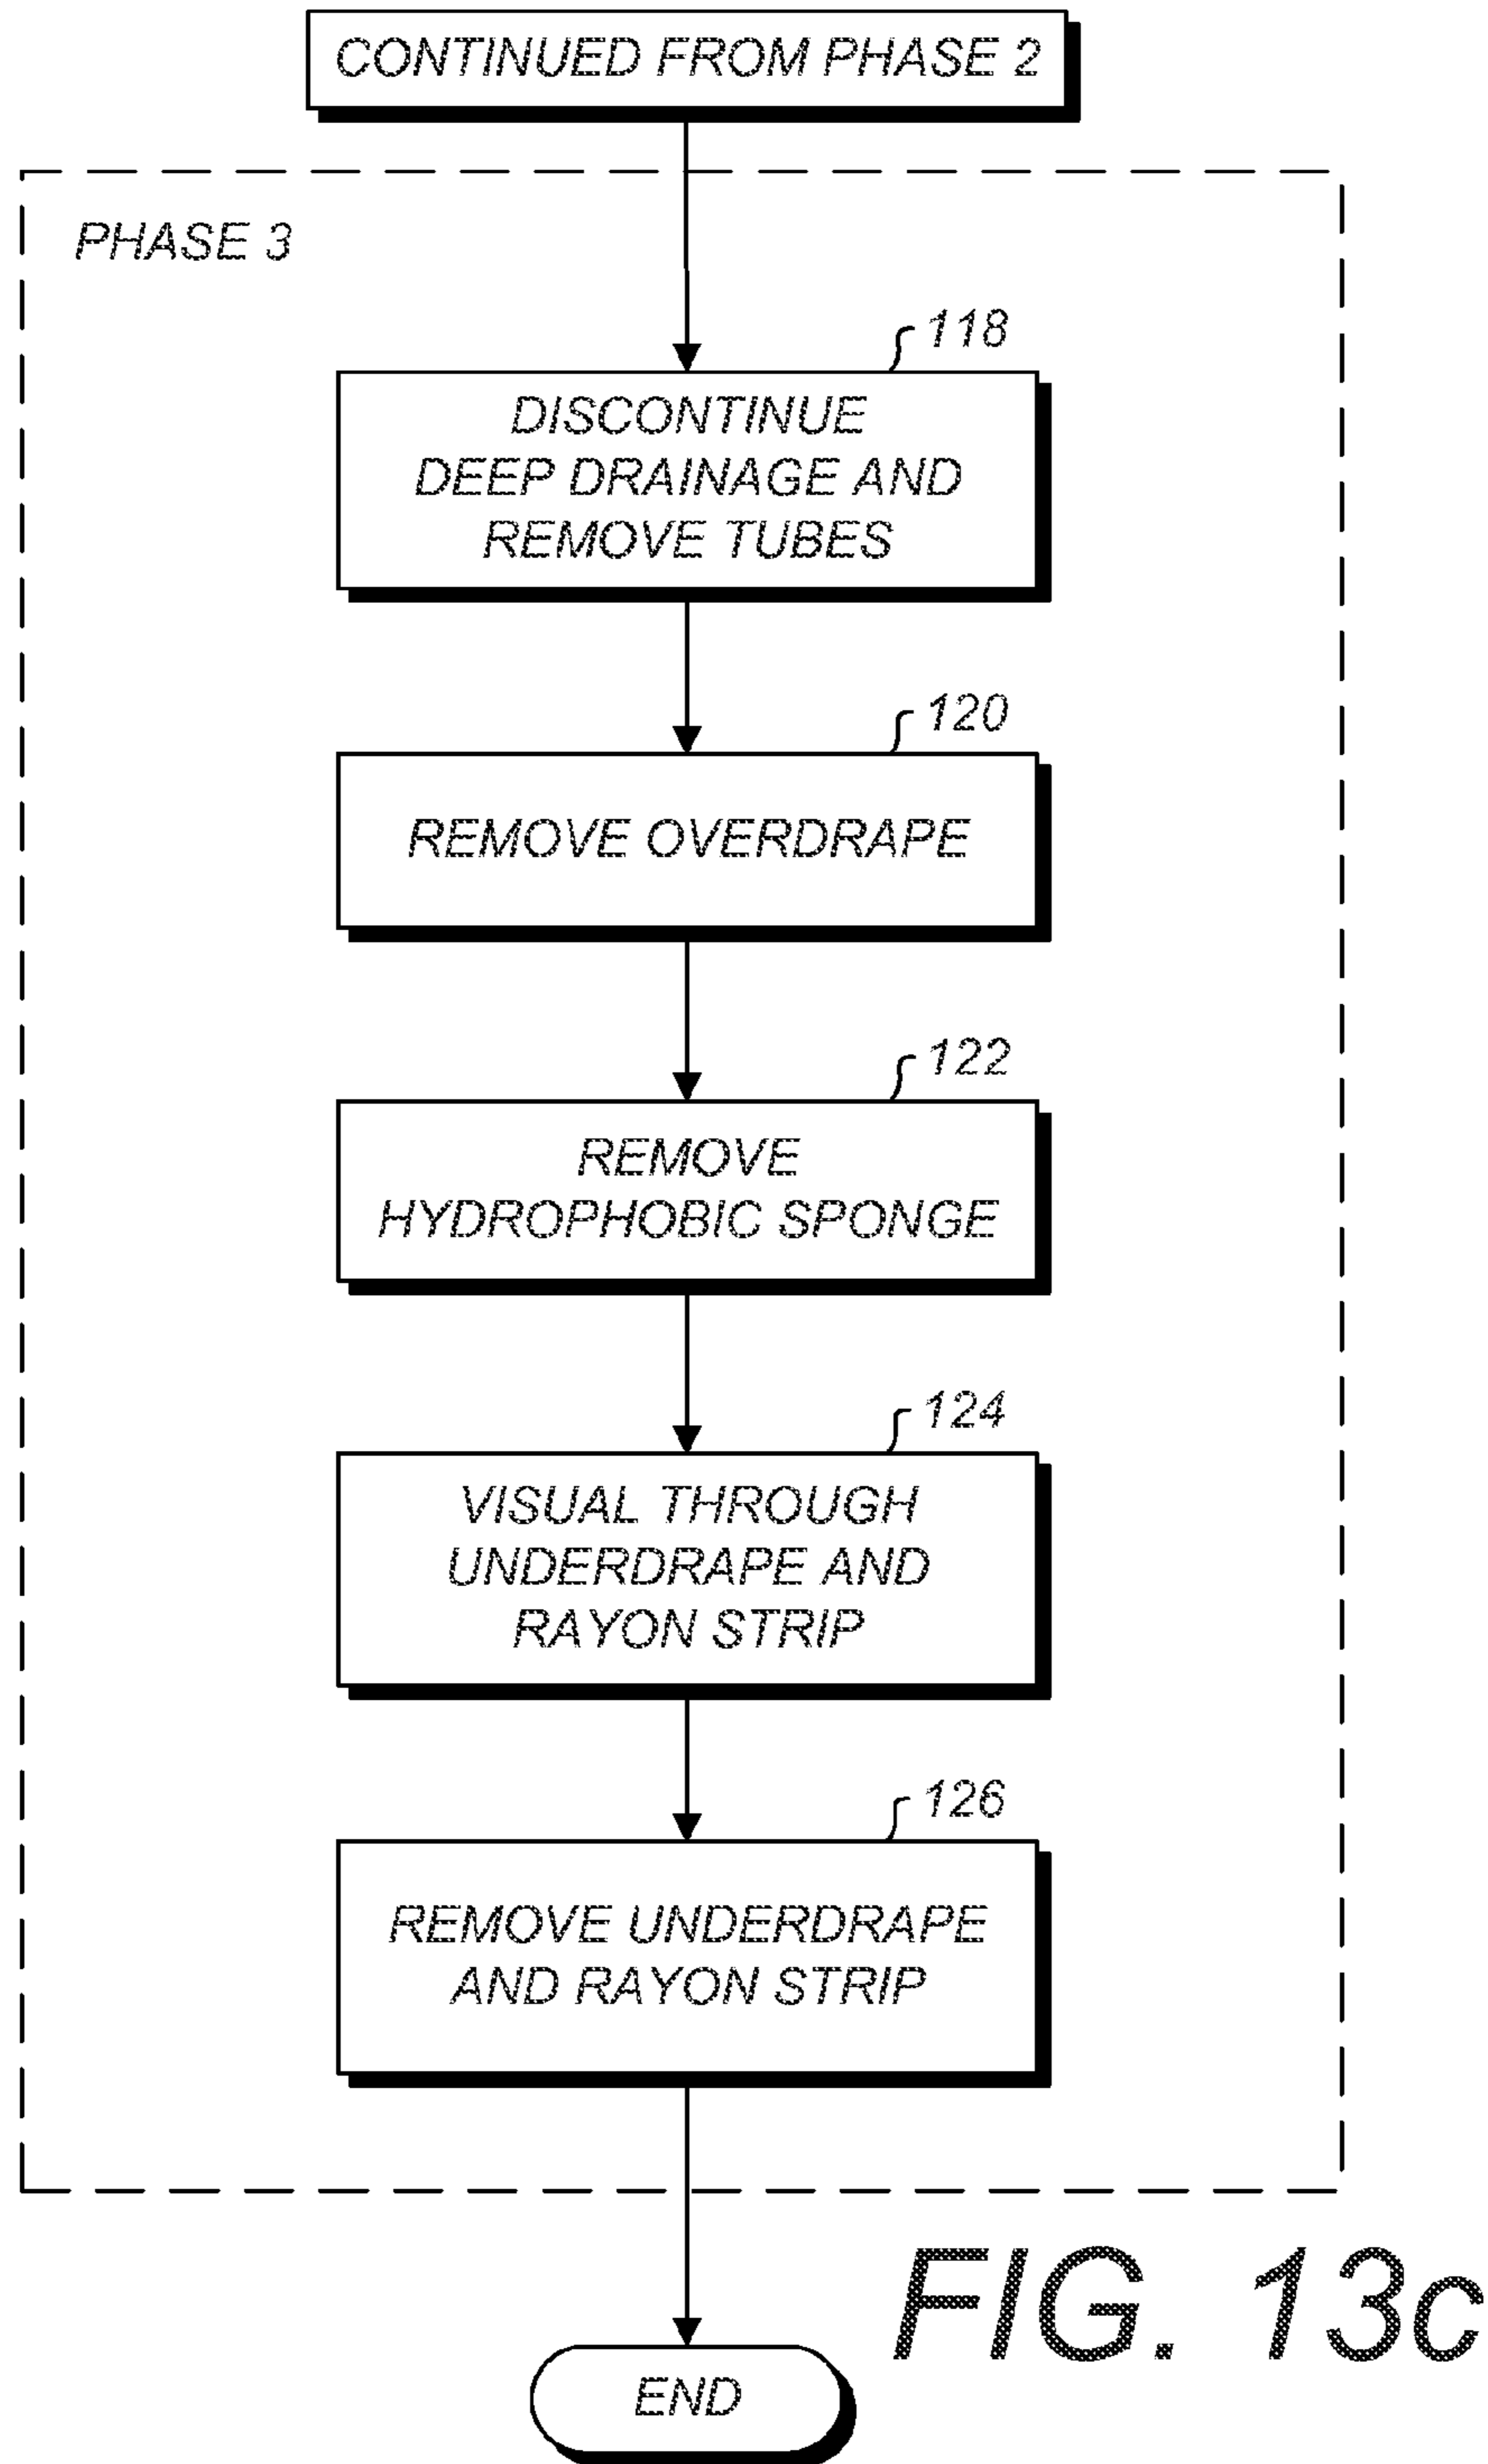 CONTINUED FROM PHASE 2
PHASE 3
118
DISCONTINUE
DEEP DRAINAGE AND
REMOVE TUBES
120
REMOVE OVERDRAPE
122
REMOVE
HYDROPHOBIC SPONGE
124
VISUAL THROUGH
UNDERDRAPE AND
RAYON STRIP
126
REMOVE UNDERDRAPE
AND RAYON STRIP
END
FIG. 13c